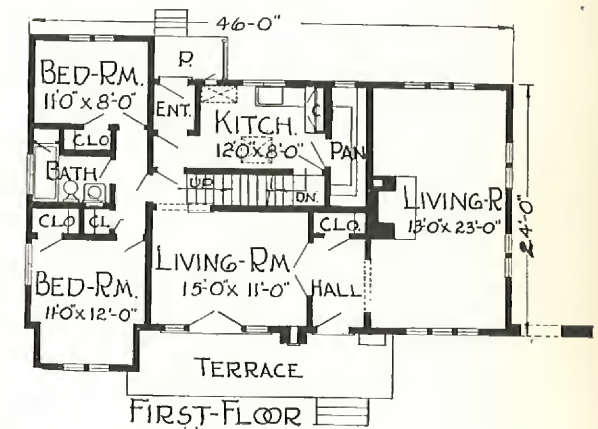 46-0"
P.
BED-RM.
11'0" x 8'-0"
ENT.
KITCH.
12'0"x8'-0"
C
PAN
CLO
BATH
UP
DN.
LIVING-R
13'0"x 23'-0"
24'-0"
CLO
CL.
CLO.
LIVING-RM
15'-0"x 11'-0"
HALL
BED-RM.
11'0"x12'-0"
TERRACE
FIRST-FLOOR